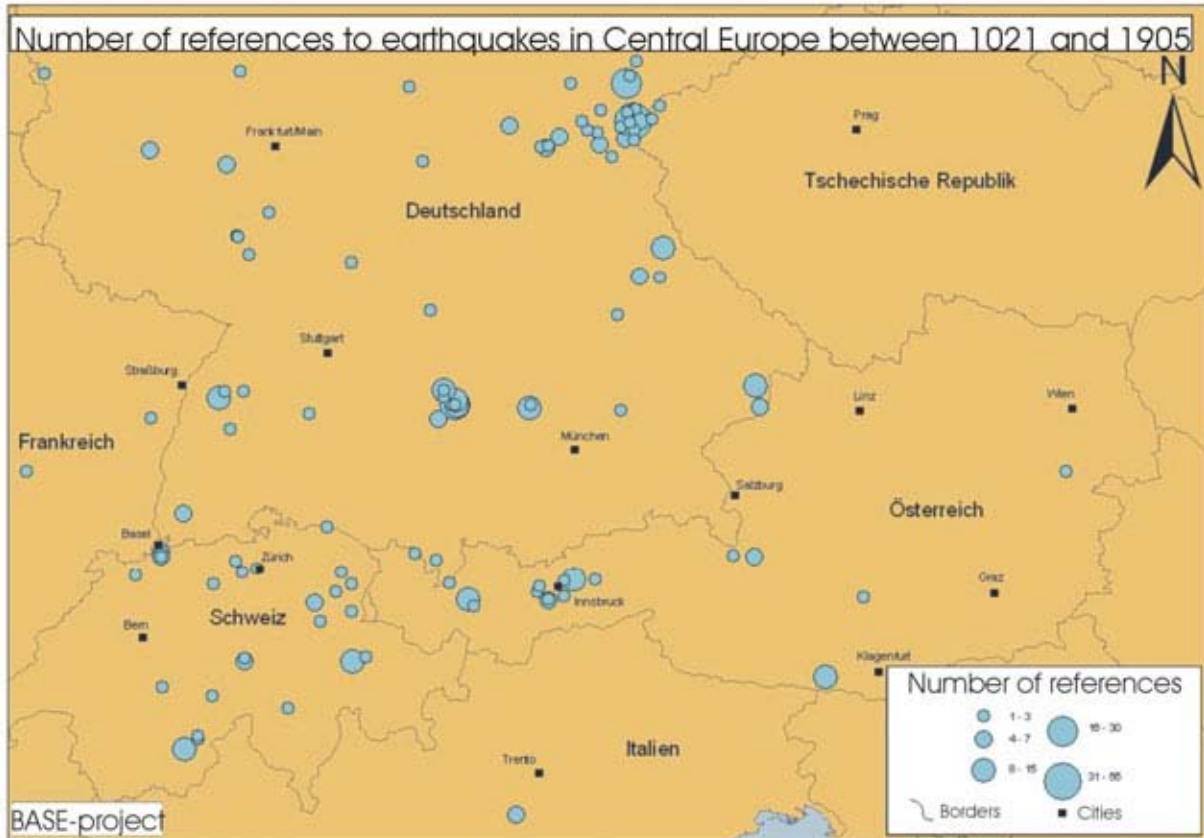 Number of references to earthquakes in Central Europe between 1021 and 1905
N
Prag
Frankfurt/Main
Tschechische Republik
Deutschland
Stuttgart
Straßburg
Linz
Wien
Frankreich
München
Salzburg
Österreich
Basel
Zürich
Innsbruck
Graz
Schweiz
Bern
Klagenfurt
Number of references
1 - 3
16 - 30
4 - 7
8 - 15
Borders
Cities
Italien
Trento
BASE-project